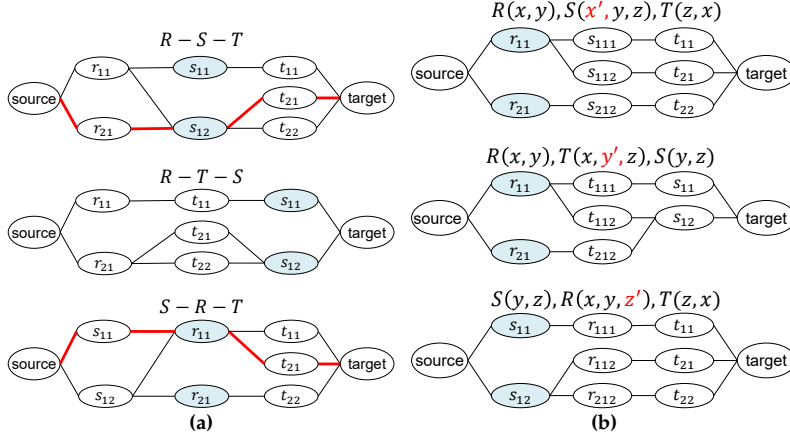 R − S − T
source
r₁₁
s₁₁
t₁₁
t₂₁
r₂₁
s₁₂
t₂₂
target
R − T − S
source
r₁₁
t₁₁
s₁₁
t₂₁
r₂₁
t₂₂
s₁₂
target
S − R − T
source
s₁₁
r₁₁
t₁₁
t₂₁
s₁₂
r₂₁
t₂₂
target
(a)
R(x, y), S(x′, y, z), T(z, x)
source
r₁₁
s₁₁₁
t₁₁
s₁₁₂
t₂₁
r₂₁
s₂₁₂
t₂₂
target
R(x, y), T(x, y′, z), S(y, z)
source
r₁₁
t₁₁₁
s₁₁
t₁₁₂
s₁₂
r₂₁
t₂₁₂
target
S(y, z), R(x, y, z′), T(z, x)
source
s₁₁
r₁₁₁
t₁₁
r₁₁₂
t₂₁
s₁₂
r₂₁₂
t₂₂
target
(b)